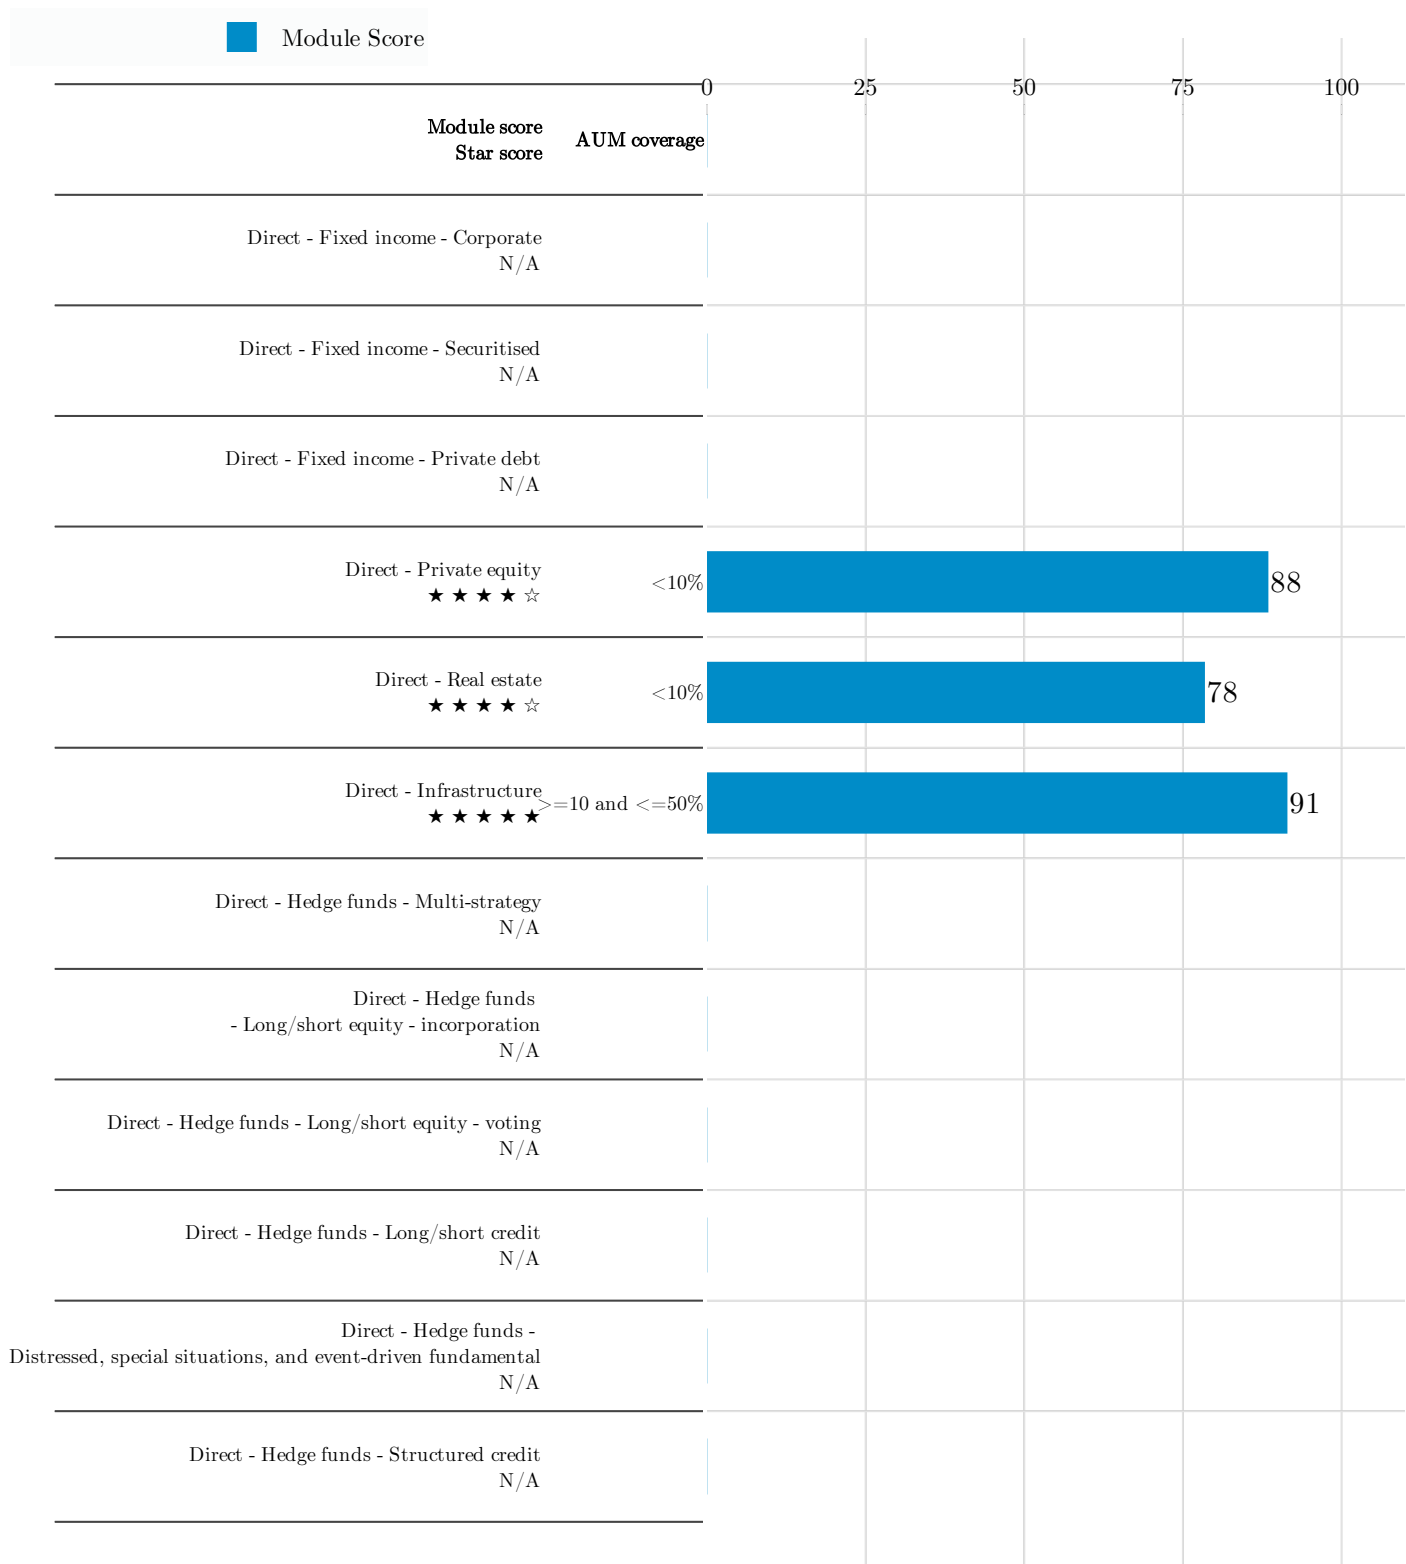 Module Score
0 25 50 75 100
Module score
Star score
AUM coverage
Direct - Fixed income - Corporate
N/A
Direct - Fixed income - Securitised
N/A
Direct - Fixed income - Private debt
N/A
Direct - Private equity
★ ★ ★ ★ ☆
<10%
88
Direct - Real estate
★ ★ ★ ★ ☆
<10%
78
Direct - Infrastructure
★ ★ ★ ★ ★
>=10 and <=50%
91
Direct - Hedge funds - Multi-strategy
N/A
Direct - Hedge funds
- Long/short equity - incorporation
N/A
Direct - Hedge funds - Long/short equity - voting
N/A
Direct - Hedge funds - Long/short credit
N/A
Direct - Hedge funds -
Distressed, special situations, and event-driven fundamental
N/A
Direct - Hedge funds - Structured credit
N/A